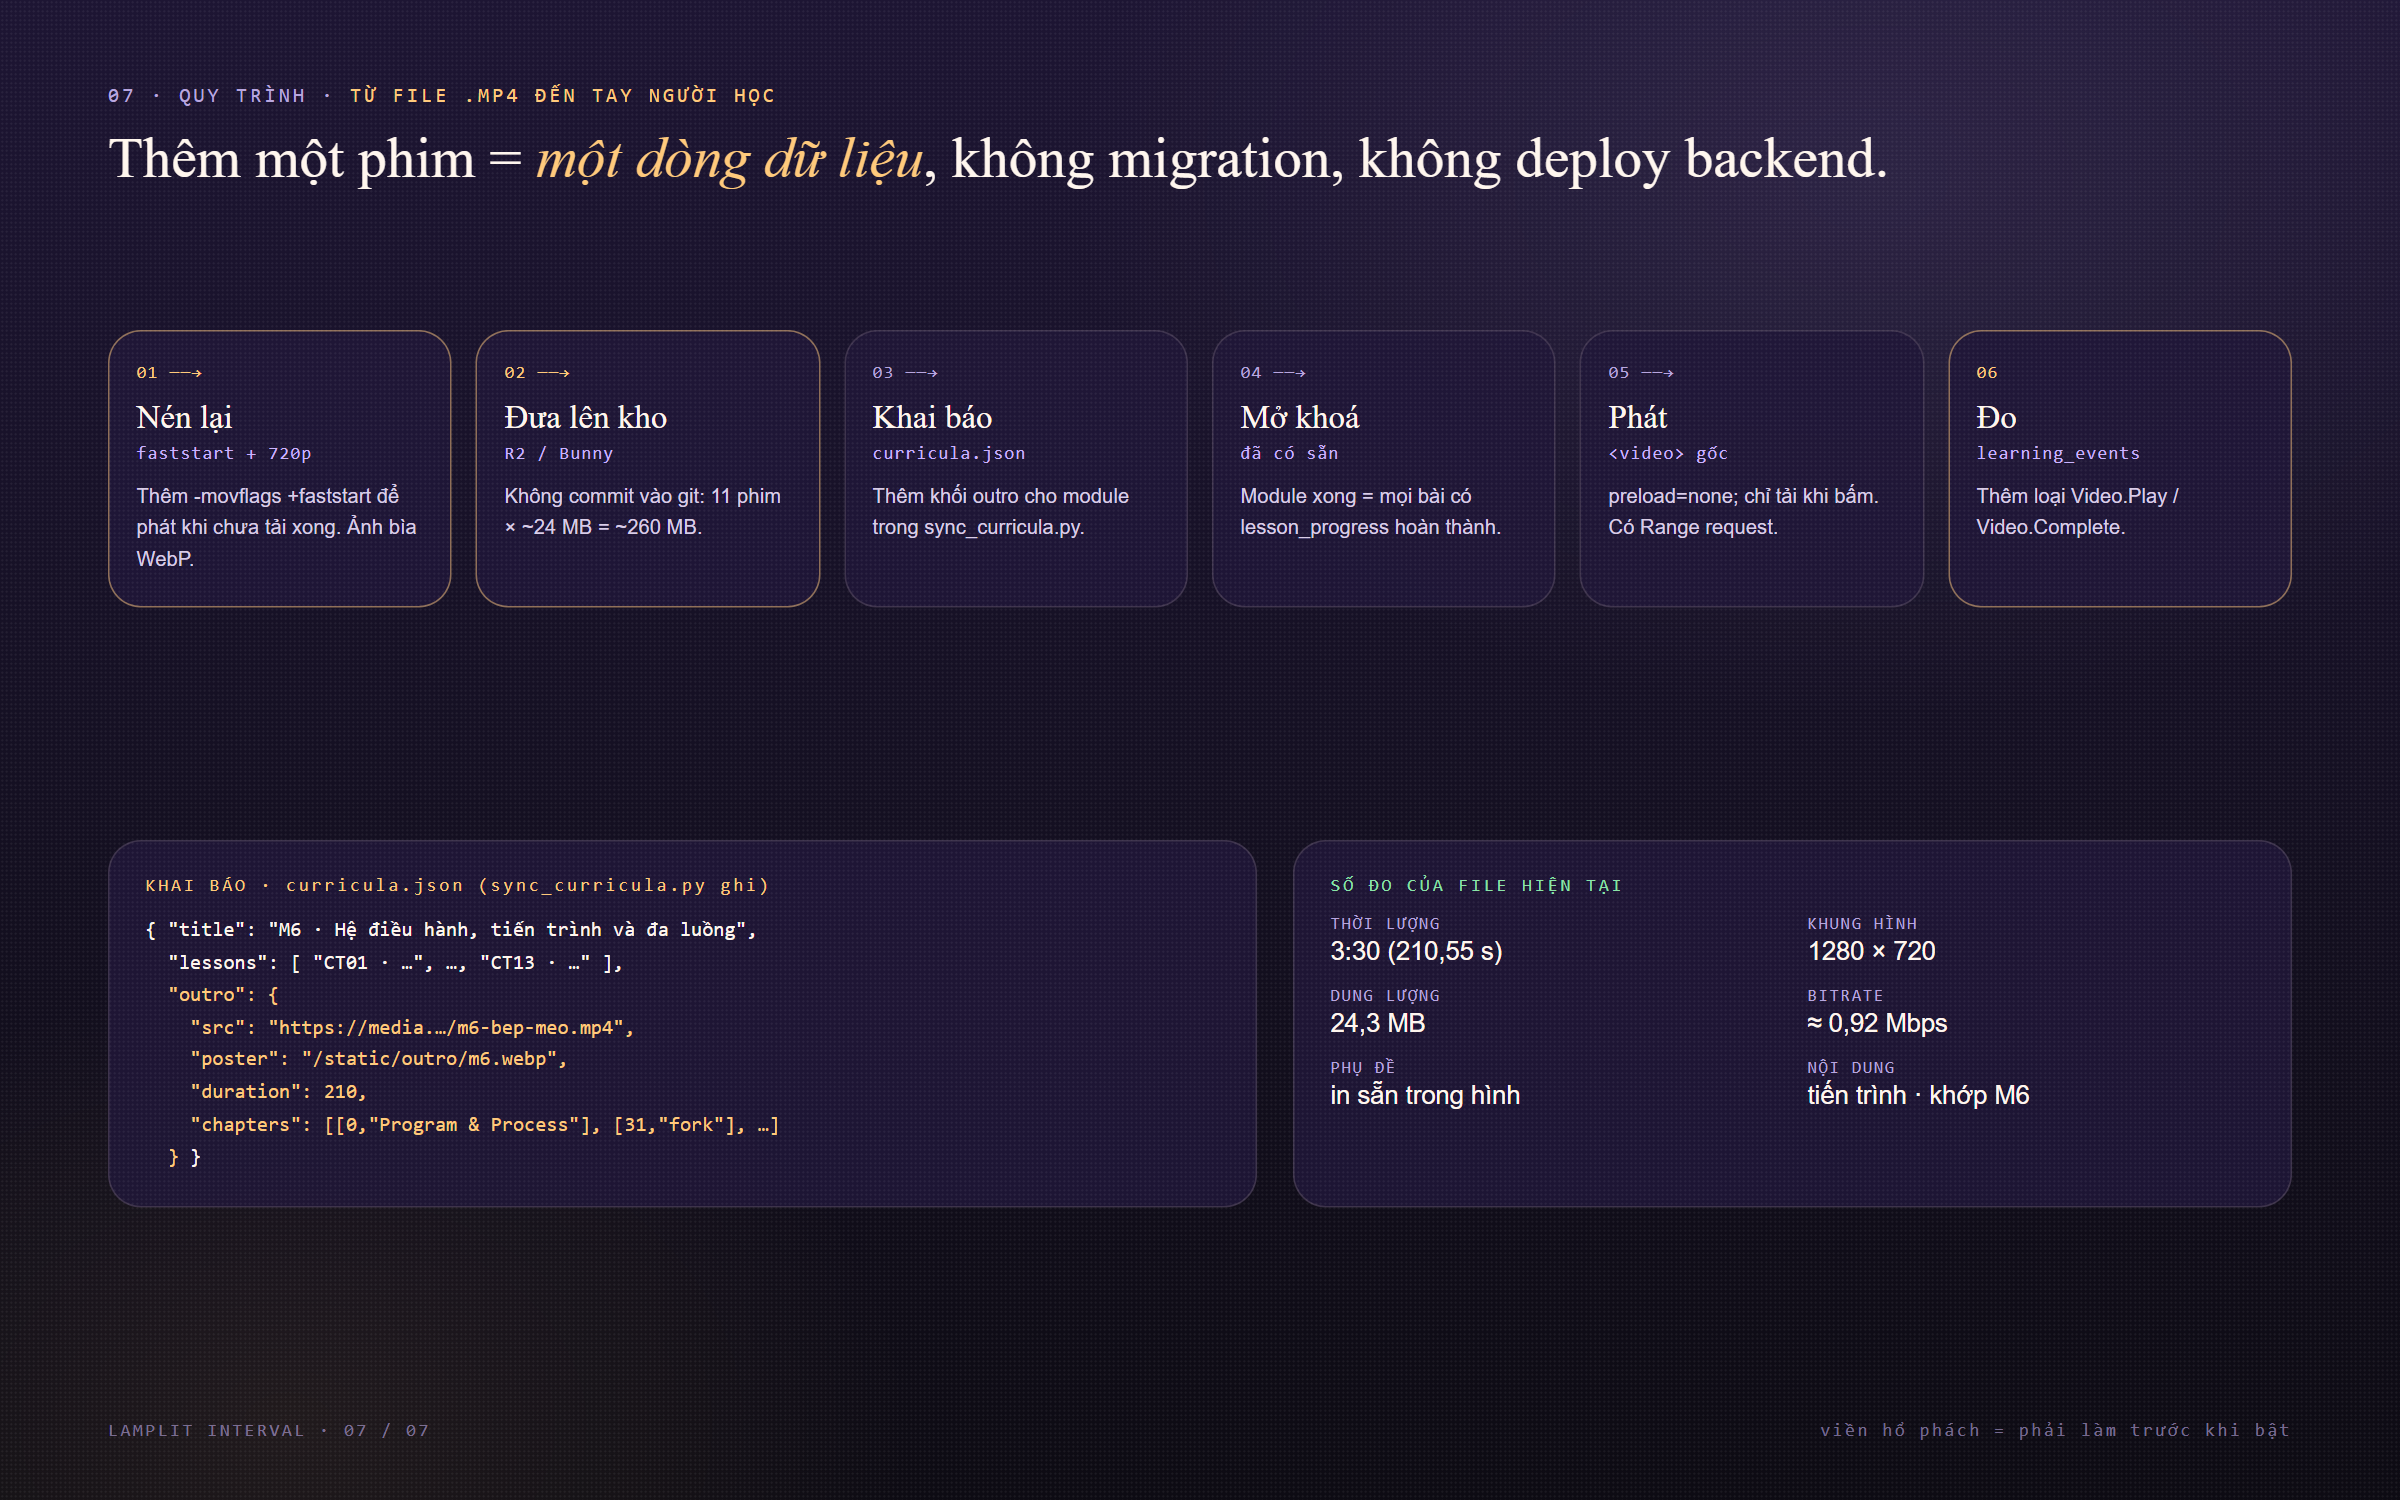 07 · QUY TRÌNH · TỪ FILE .MP4 ĐẾN TAY NGƯỜI HỌC
Thêm một phim = một dòng dữ liệu, không migration, không deploy backend.
01 ──→
Nén lại
faststart + 720p
Thêm -movflags +faststart để
phát khi chưa tải xong. Ảnh bìa
WebP.
02 ──→
Đưa lên kho
R2 / Bunny
Không commit vào git: 11 phim
× ~24 MB = ~260 MB.
03 ──→
Khai báo
curricula.json
Thêm khối outro cho module
trong sync_curricula.py.
04 ──→
Mở khoá
đã có sẵn
Module xong = mọi bài có
lesson_progress hoàn thành.
05 ──→
Phát
<video> gốc
preload=none; chỉ tải khi bấm.
Có Range request.
06
Đo
learning_events
Thêm loại Video.Play /
Video.Complete.
KHAI BÁO · curricula.json (sync_curricula.py ghi)
{ "title": "M6 · Hệ điều hành, tiến trình và đa luồng",
"lessons": [ "CT01 · …", …, "CT13 · …" ],
"outro": {
"src": "https://media.…/m6-bep-meo.mp4",
"poster": "/static/outro/m6.webp",
"duration": 210,
"chapters": [[0,"Program & Process"], [31,"fork"], …]
} }
SỐ ĐO CỦA FILE HIỆN TẠI
THỜI LƯỢNG
3:30 (210,55 s)
KHUNG HÌNH
1280 × 720
DUNG LƯỢNG
24,3 MB
BITRATE
≈ 0,92 Mbps
PHỤ ĐỀ
in sẵn trong hình
NỘI DUNG
tiến trình · khớp M6
LAMPLIT INTERVAL · 07 / 07
viền hổ phách = phải làm trước khi bật